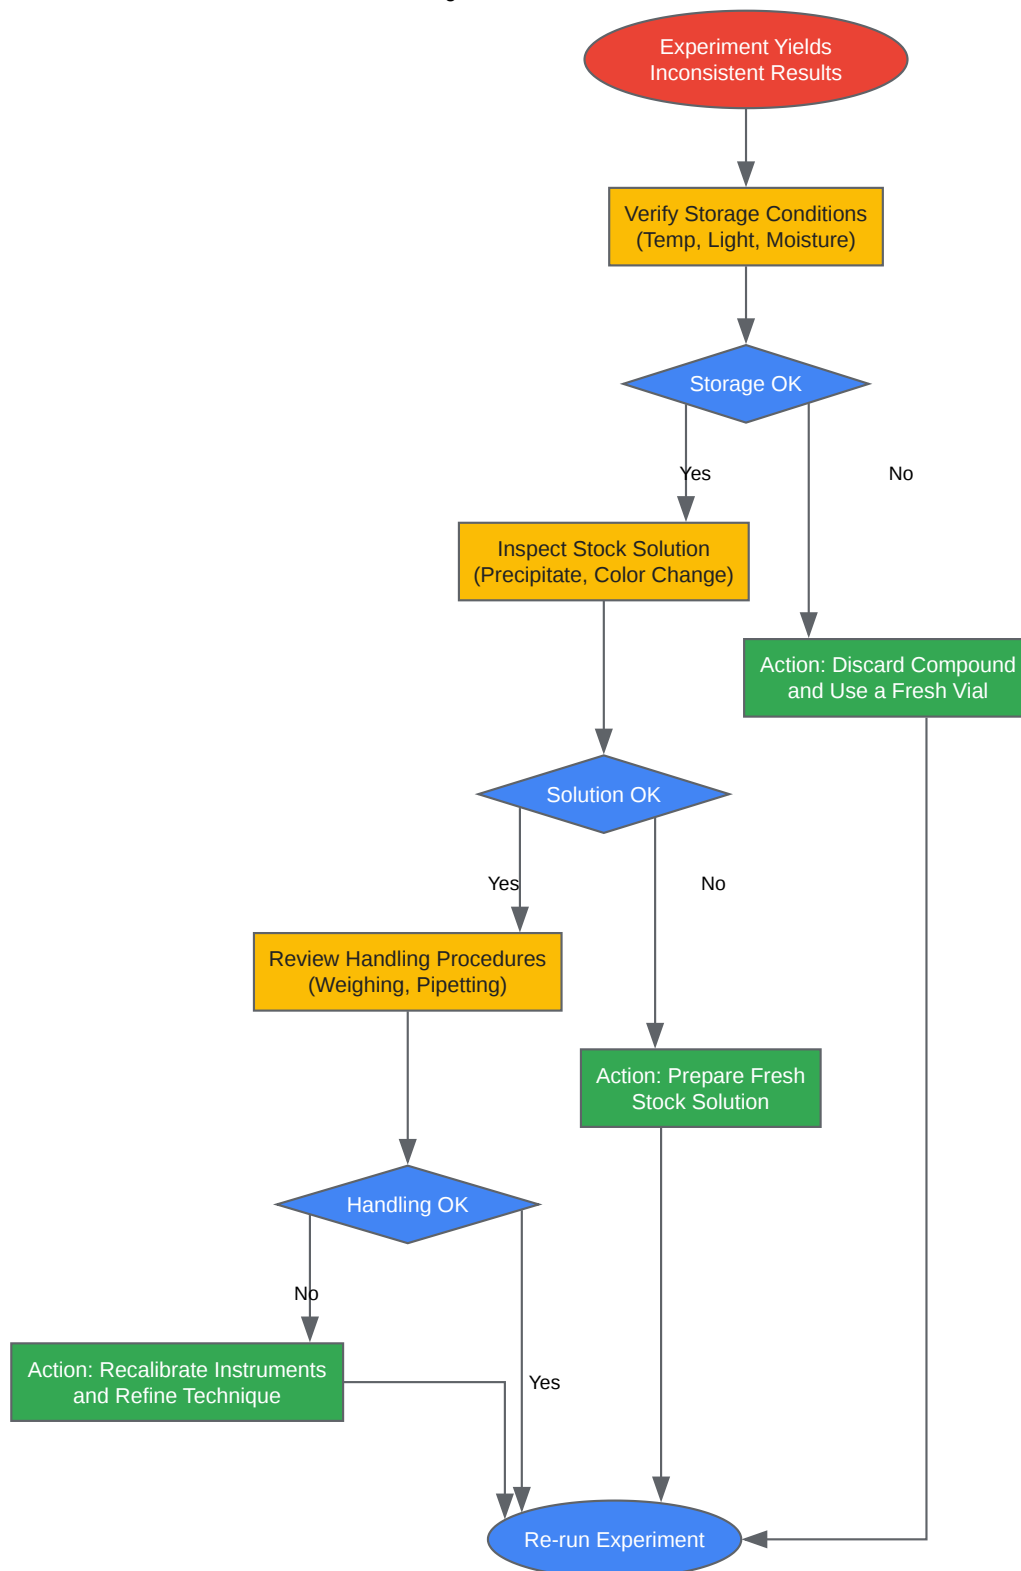 Experiment Yields
Inconsistent Results
Verify Storage Conditions
(Temp, Light, Moisture)
Storage OK
Yes
No
Inspect Stock Solution
(Precipitate, Color Change)
Action: Discard Compound
and Use a Fresh Vial
Solution OK
Yes
No
Review Handling Procedures
(Weighing, Pipetting)
Action: Prepare Fresh
Stock Solution
Handling OK
No
Action: Recalibrate Instruments
and Refine Technique
Yes
Re-run Experiment